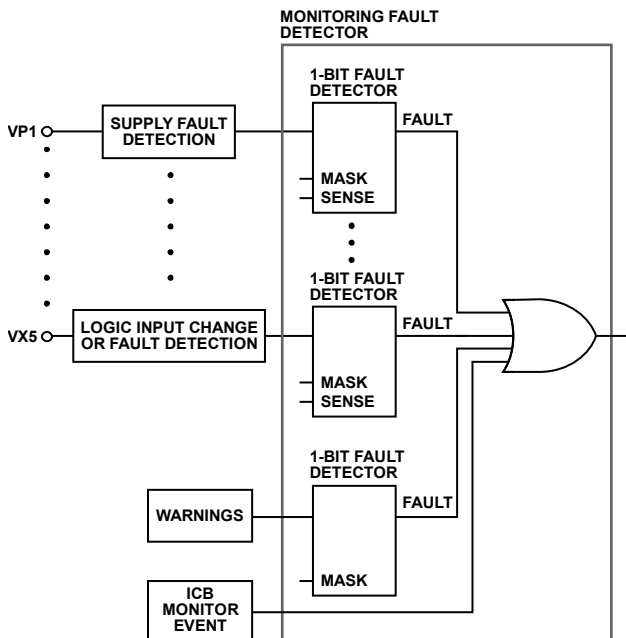 MONITORING FAULT
DETECTOR
1-BIT FAULT
DETECTOR
VP1
SUPPLY FAULT
DETECTION
FAULT
MASK
SENSE
1-BIT FAULT
DETECTOR
VX5
LOGIC INPUT CHANGE
OR FAULT DETECTION
FAULT
MASK
SENSE
1-BIT FAULT
DETECTOR
WARNINGS
FAULT
MASK
ICB
MONITOR
EVENT